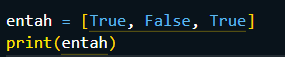 entah = [True, False, True]
print(entah)